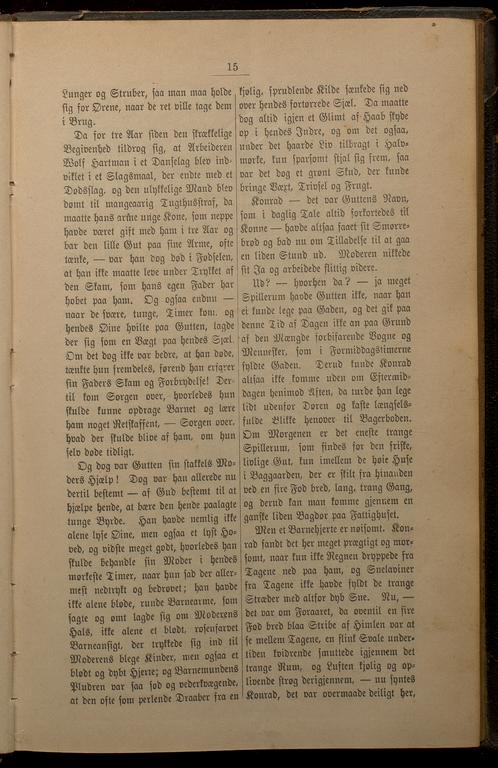 15
Lunger og Struber, saa man maa holde
sig for Ørene, naar de ret ville tage dem
i Brug.
Da for tre Aar siden den skrækkelige
Begivenhed tildrog sig, at Arbeideren
Wolf Hartman i et Danselag blev ind-
viklet i et Slagsmaal, der endte med et
Dødsslag, og den ulykkelige Mand blev
dømt til mangeaarig Tugthusstraf, da
maatte hans arme unge Kone, som neppe
havde været gift med ham i tre Aar og
bar den lille Gut paa sine Arme, ofte
tænke, — var han dog død i Fødselen,
at han ikke maatte leve under Trykket af
den Skam, som hans egen Fader har
hobet paa ham. Og ogsaa endnu —
naar de svære, tunge, Timer kom, og
hendes Øine hvilte paa Gutten, lagde
der sig som en Vægt paa hendes Sjæl.
Om det dog ikke var bedre, at han døde,
tænkte hun fremdeles, førend han erfarer
sin Faders Skam og Forbrydelse! Der-
til kom Sorgen over, hvorledes hun
skulde kunne opdrage Barnet og lære
ham noget Retskaffent, — Sorgen over,
hvad der skulde blive af ham, om hun
selv døde tidligt.
Og dog var Gutten sin stakkels Mo-
ders Hjælp! Dog var han allerede nu
dertil bestemt — af Gud bestemt til at
hjælpe hende, at bære den hende paalagte
tunge Byrde. Han havde nemlig ikke
alene lyse Øine, men ogsaa et lyst Ho-
ved, og vidste meget godt, hvorledes han
skulde behandle sin Moder i hendes
mørkeste Timer, naar hun sad der aller-
mest nedtrykt og bedrøvet; han havde
ikke alene bløde, runde Barnearme, som
sagte og ømt lagde sig om Moderens
Hals, ikke alene et blødt, rosenfarvet
Barneansigt, der trykkede sig ind til
Moderens blege Kinder, men ogsaa et
blødt og dybt Hjerte; og Barnemundens
Pludren var saa sød og vederkvægende,
at den ofte som perlende Draaber fra en
kjølig, sprudlende Kilde sænkede sig ned
over hendes fortørrede Sjæl. Da maatte
dog altid igjen et Glimt af Haab skyde
op i hendes Indre, og om det ogsaa,
under det haarde Liv tilbragt i Halv-
mørke, kun sparsomt stjal sig frem, saa
var det dog et grønt Skud, der kunde
bringe Væxt, Trivsel og Frugt.
Konrad — det var Guttens Navn,
som i daglig Tale altid forkortedes til
Konne — havde altsaa faaet sit Smørre-
brød og bad nu om Tilladelse til at gaa
en liden Stund ud. Moderen nikkede
sit Ja og arbeidede flittig videre.
Ud? — hvorhen da? — ja meget
Spillerum havde Gutten ikke, naar han
ei kunde lege paa Gaden, og det gik paa
denne Tid af Dagen ikke an paa Grund
af den Mængde forbifarende Vogne og
Mennesker, som i Formiddagstimerne
fyldte Gaden. Derud kunde Konrad
altsaa ikke komme uden om Eftermid-
dagen henimod Aften, da turde han lege
lidt udenfor Døren og kaste længsels-
fulde Blikke henover til Bagerboden.
Om Morgenen er det eneste trange
Spillerum, som findes for den friske,
livlige Gut, kun imellem de høie Huse
i Baggaarden, der er skilt fra hinanden
ved en fire Fod bred, lang, trang Gang,
og derud kan man komme gjennem en
ganske liden Bagdør paa Fattighuset.
Men et Barnehjerte er nøisomt. Kon-
rad fandt det her meget prægtigt og mor-
somt, naar kun ikke Regnen dryppede fra
Tagene ned paa ham, og Snelaviner
fra Tagene ikke havde fyldt de trange
Stræder med altfor dyb Sne. Nu, —
det var om Foraaret, da oventil en fire
Fod bred blaa Stribe af Himlen var at
se mellem Tagene, en flink Svale under-
tiden kvidrende smuttede igjennem det
trange Rum, og Luften kjølig og op-
livende strøg derigjennem, — nu syntes
Konrad, det var overmaade deiligt her,